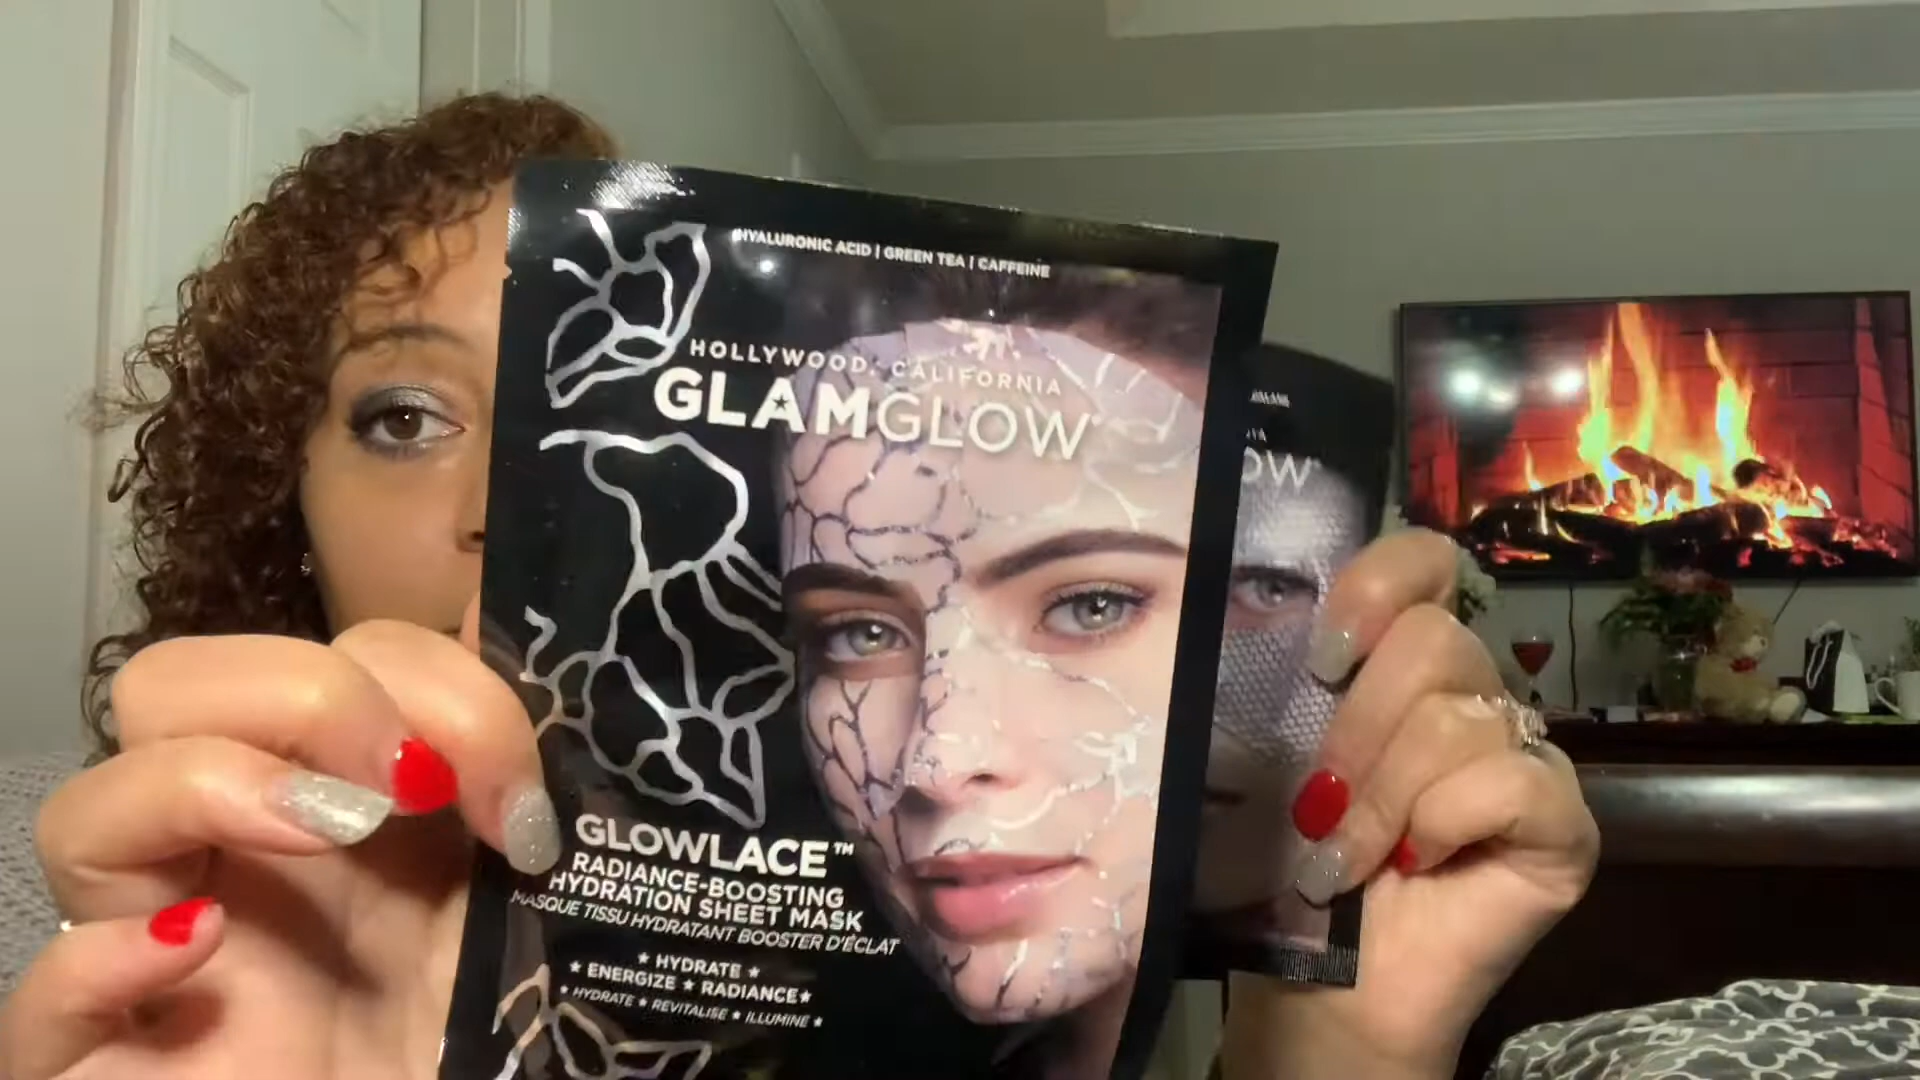 HYALURONIC ACID | GREEN TEA | CAFFEINE
HOLLYWOOD, CALIFORNIA
GLAMGLOW
GLOWLACE™
RADIANCE-BOOSTING
HYDRATION SHEET MASK
MASQUE TISSU HYDRATANT BOOSTER D'ÉCLAT
★ HYDRATE ★
★ ENERGIZE ★ RADIANCE ★
★ HYDRATE ★ REVITALISE ★ ILLUMINE ★
OW